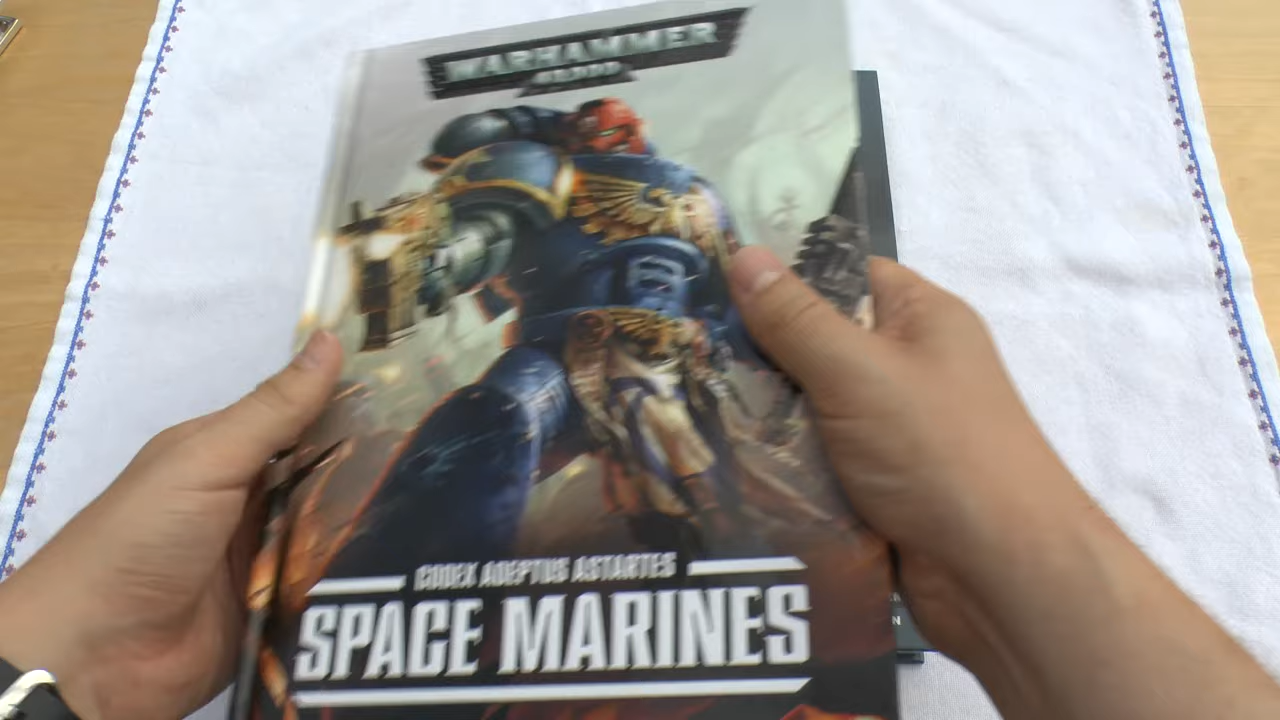 WARHAMMER
40,000
CODEX ADEPTUS ASTARTES
SPACE MARINES
N